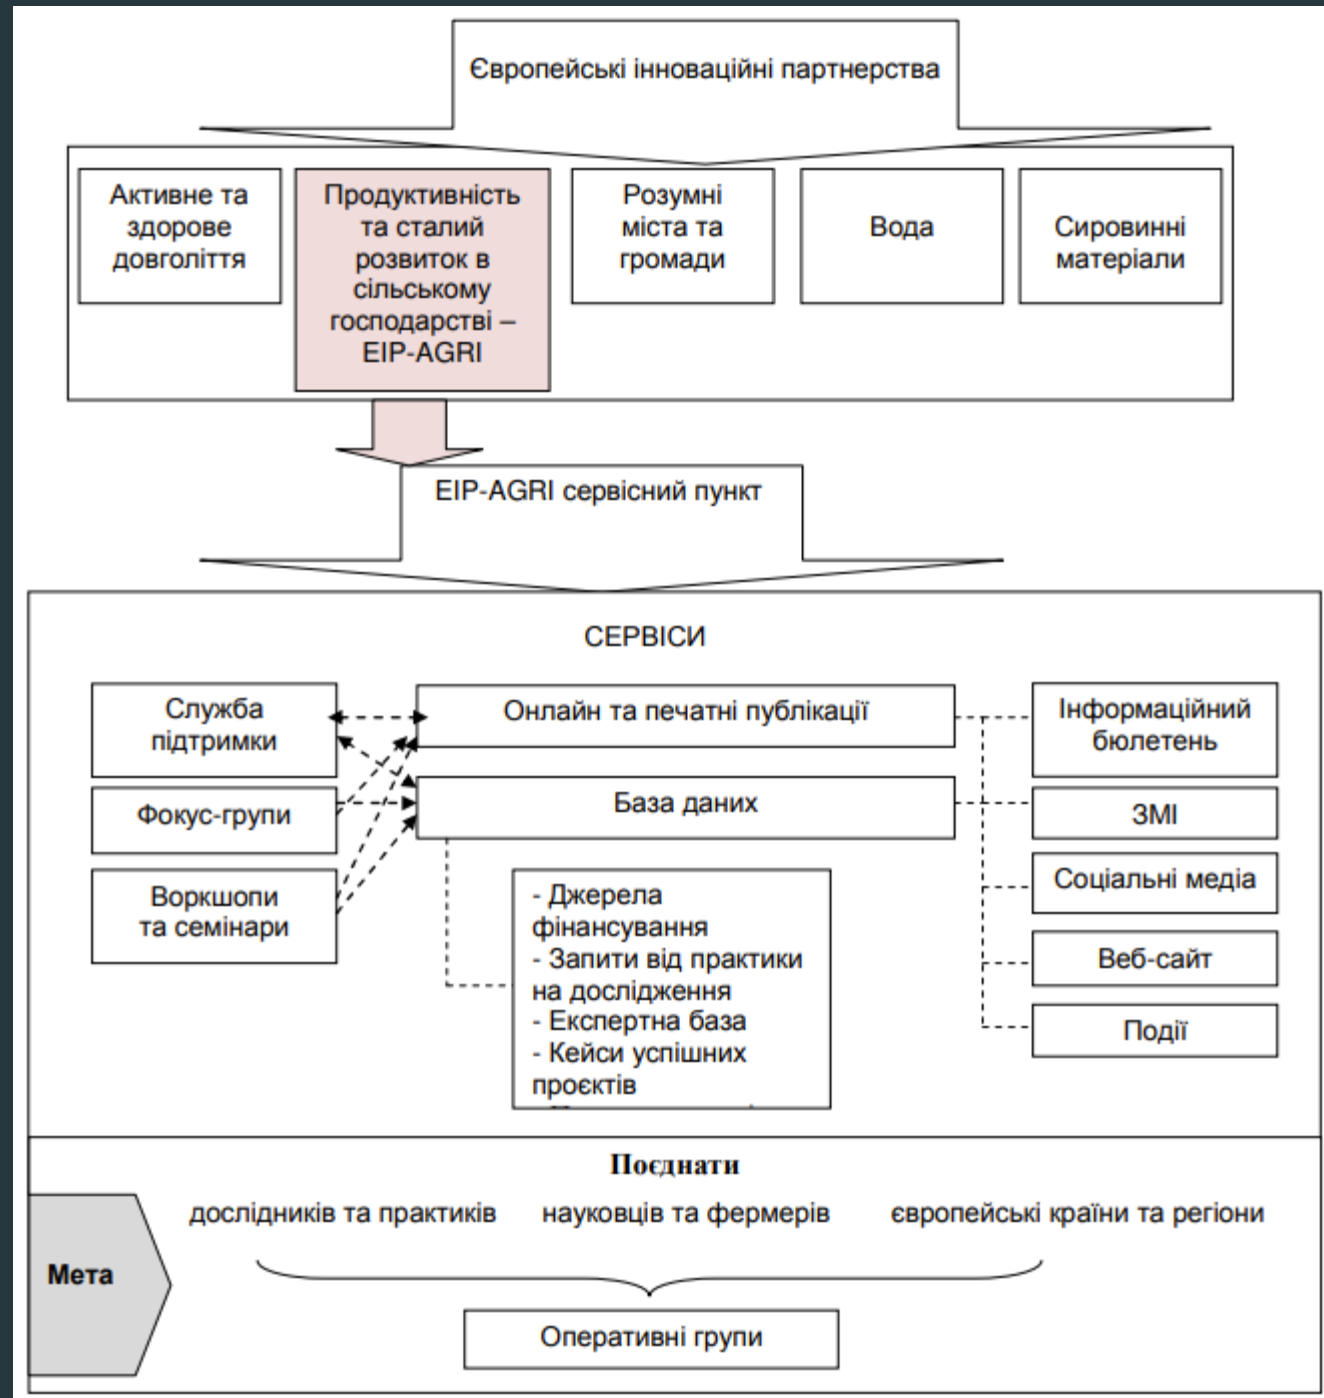 Європейські інноваційні партнерства
Активне та
здорове
довголіття
Продуктивність
та сталий
розвиток в
сільському
господарстві –
EIP-AGRI
Розумні
міста та
громади
Вода
Сировинні
матеріали
EIP-AGRI сервісний пункт
СЕРВІСИ
Служба
підтримки
Фокус-групи
Воркшопи
та семінари
Онлайн та печатні публікації
База даних
- Джерела
фінансування
- Запити від практики
на дослідження
- Експертна база
- Кейси успішних
проєктів
Інформаційний
бюлетень
ЗМІ
Соціальні медіа
Веб-сайт
Події
Поєднати
дослідників та практиків
науковців та фермерів
європейські країни та регіони
Мета
Оперативні групи